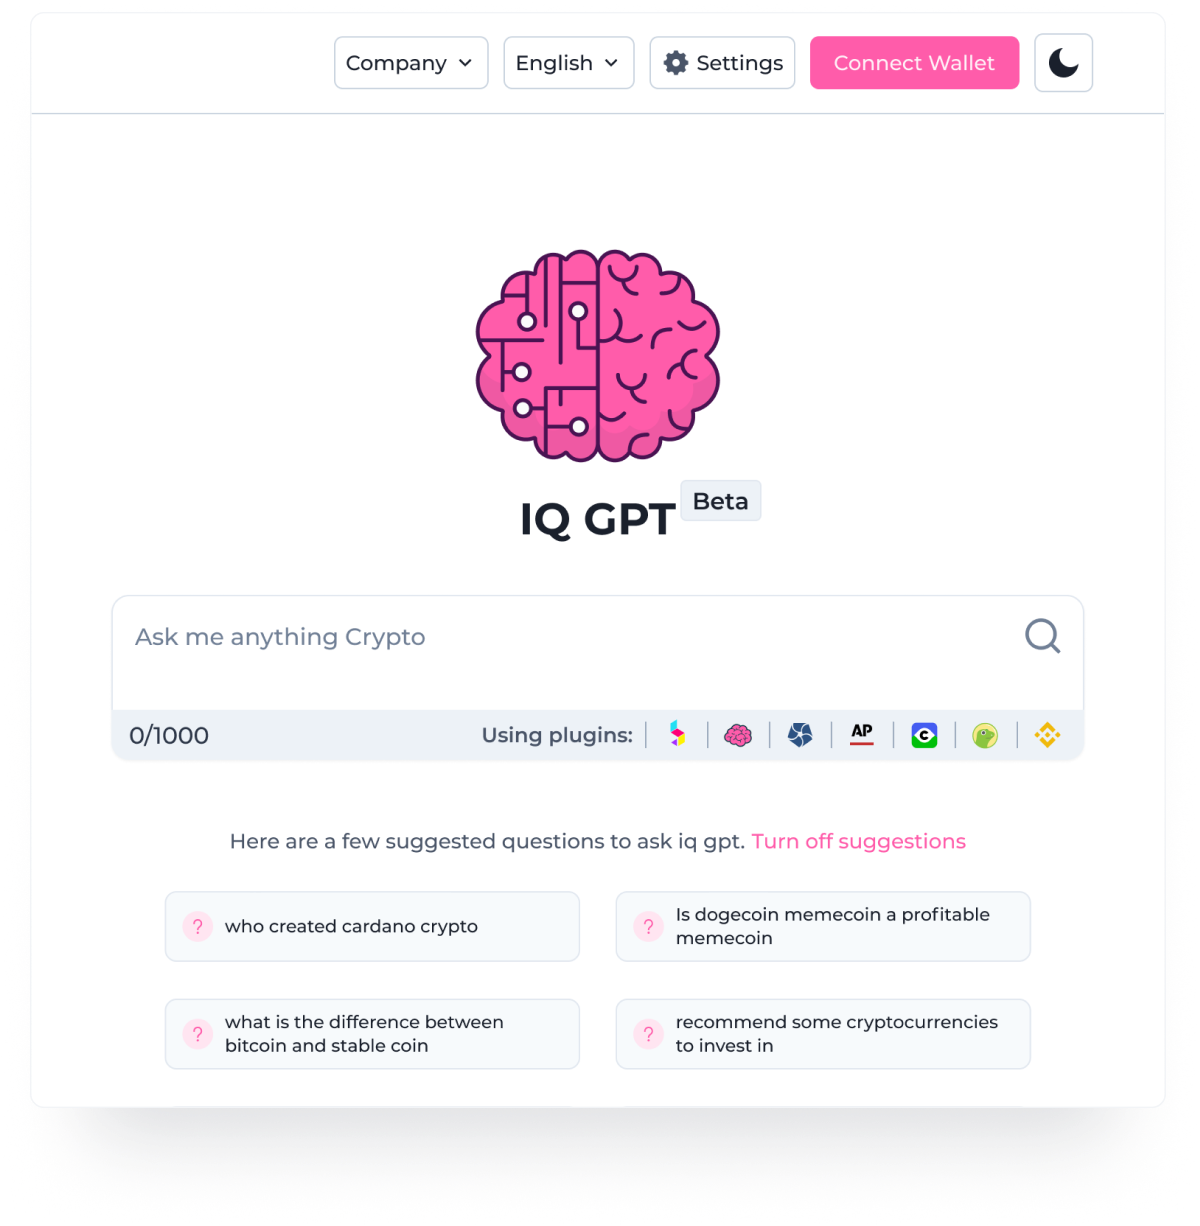 Company
English
Settings
Connect Wallet
IQ GPT
Beta
Ask me anything Crypto
0/1000
Using plugins:
AP
C
Here are a few suggested questions to ask iq gpt. Turn off suggestions
? who created cardano crypto
? Is dogecoin memecoin a profitable
memecoin
? what is the difference between
bitcoin and stable coin
? recommend some cryptocurrencies
to invest in